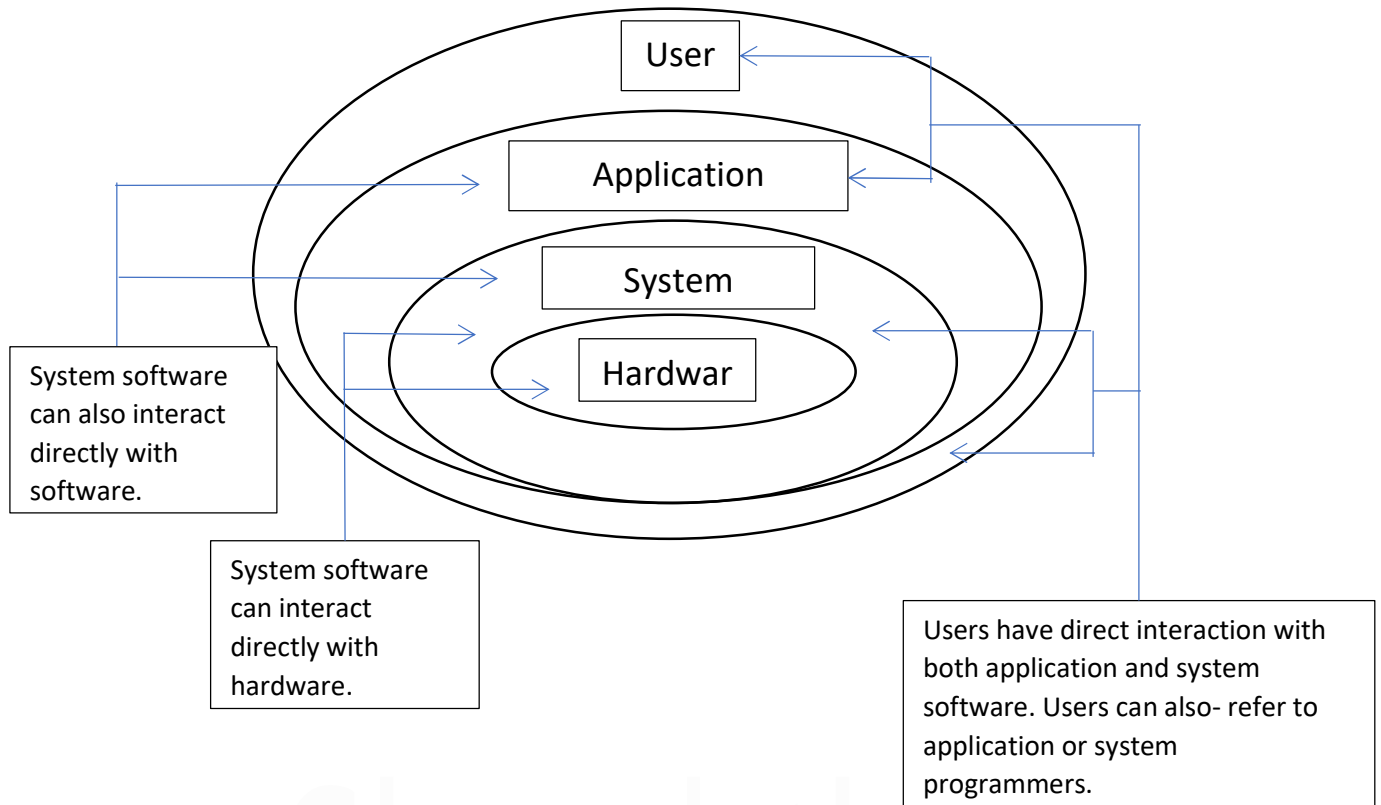 User
Application
System
Hardwar
System software
can also interact
directly with
software.
System software
can interact
directly with
hardware.
Users have direct interaction with
both application and system
software. Users can also- refer to
application or system
programmers.